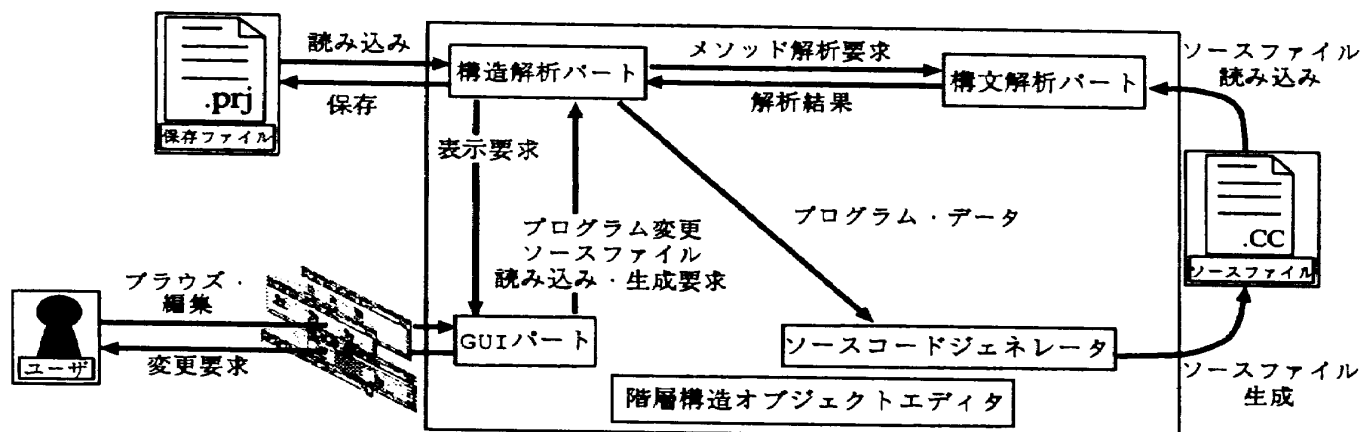 読み込み
保存
.prj
保存ファイル
構造解析パート
メソッド解析要求
解析結果
構文解析パート
ソースファイル
読み込み
表示要求
プログラム変更
ソースファイル
読み込み・生成要求
プログラム・データ
.CC
ソースファイル
ブラウズ・
編集
変更要求
ユーザ
GUIパート
ソースコードジェネレータ
ソースファイル
生成
階層構造オブジェクトエディタ